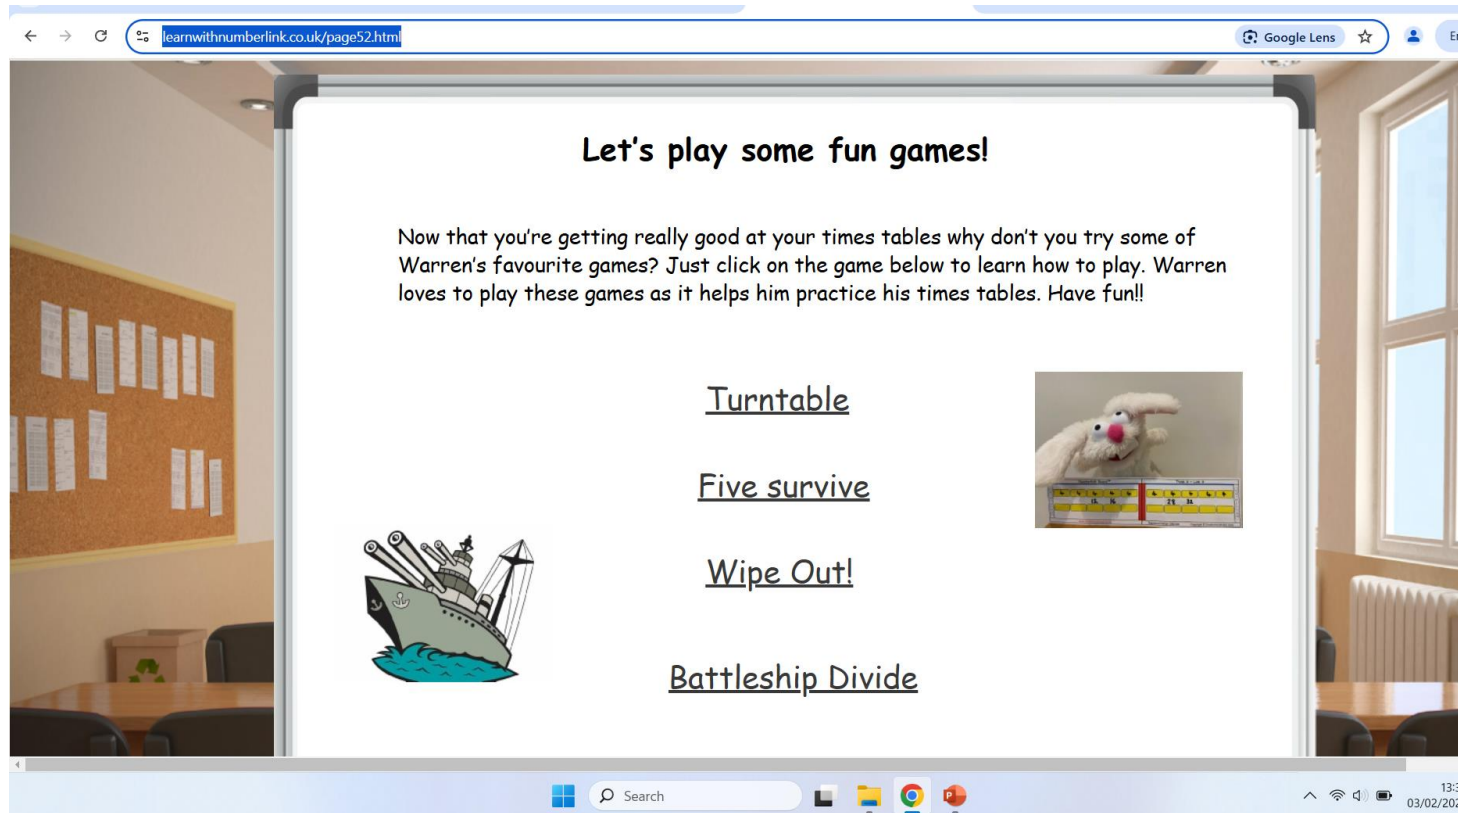 learnwithnumberlink.co.uk/page52.html
Google Lens
Let's play some fun games!
Now that you're getting really good at your times tables why don't you try some of
Warren's favourite games? Just click on the game below to learn how to play. Warren
loves to play these games as it helps him practice his times tables. Have fun!!
Turntable
Five survive
Wipe Out!
Battleship Divide
Search